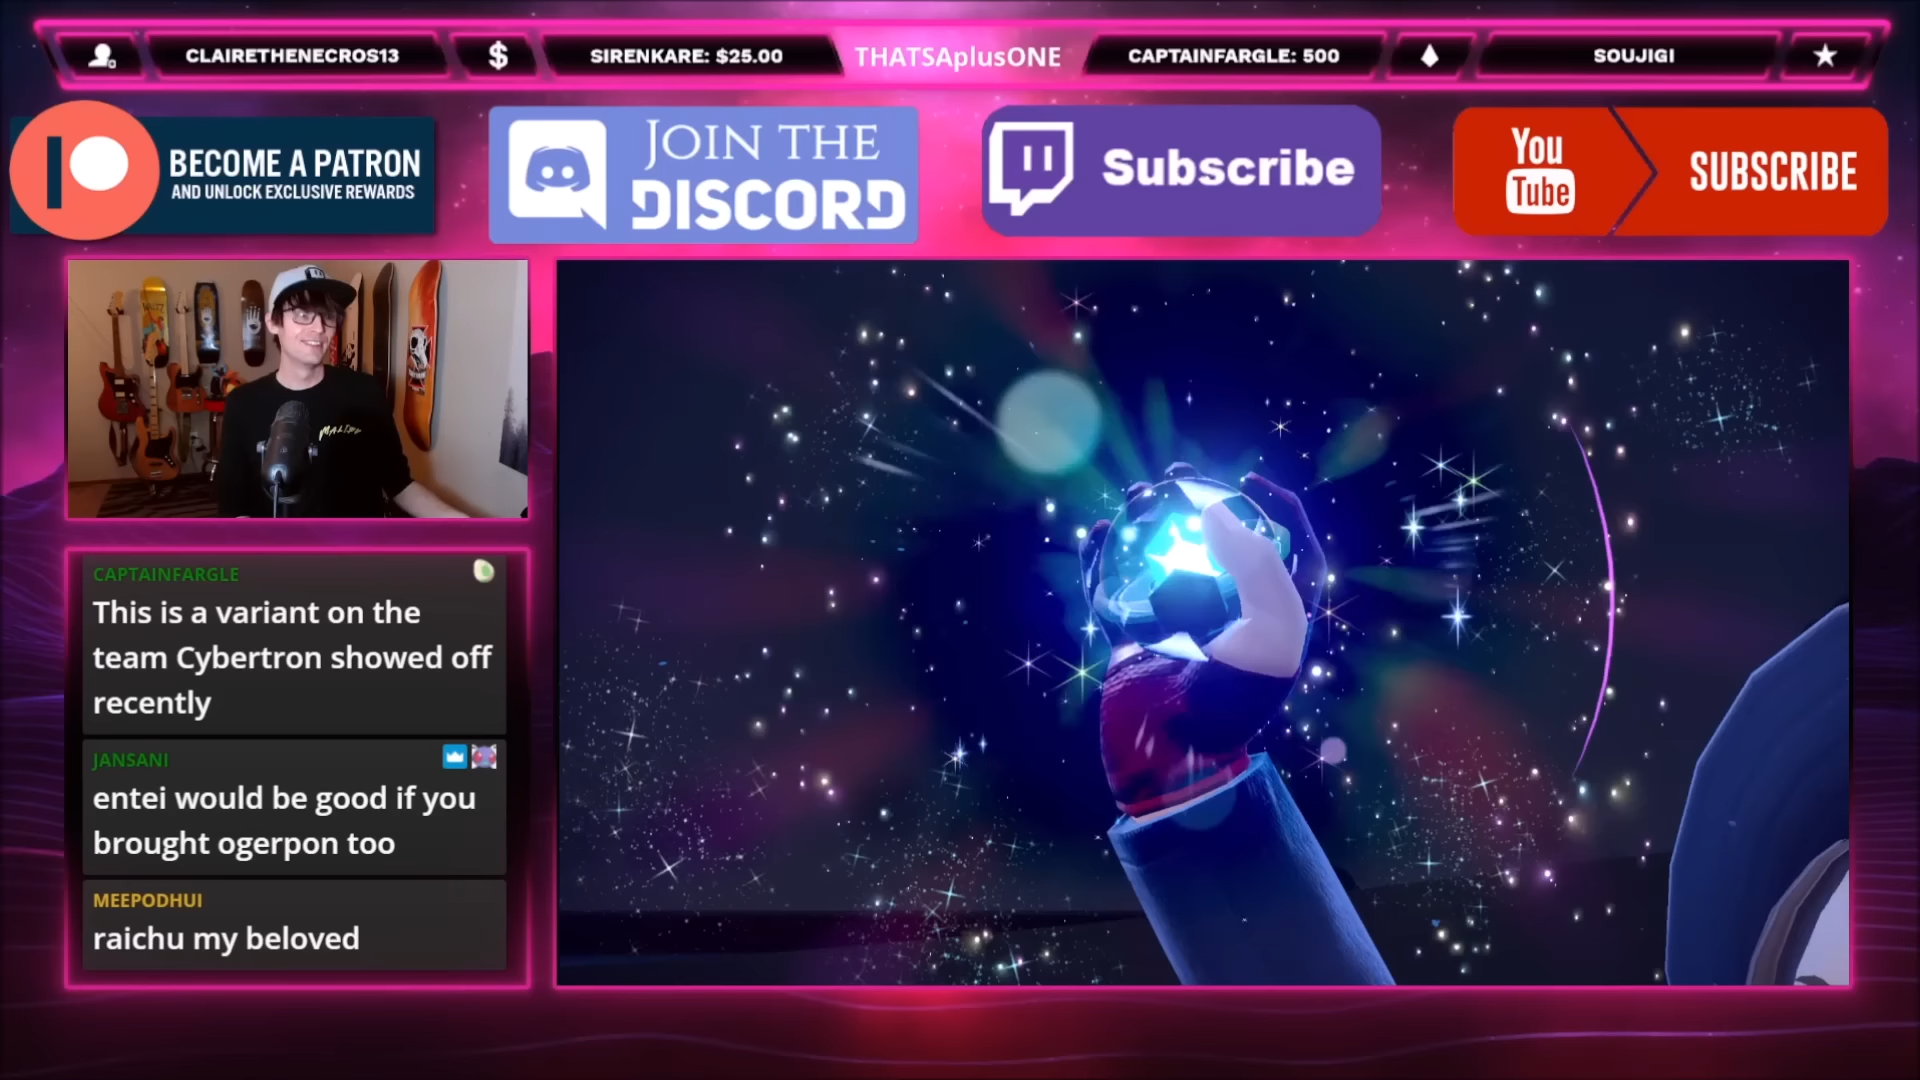 CLAIRETHENECROS13
$
SIRENKARE: $25.00
THATSAplusONE
CAPTAINFARGLE: 500
SOUJIGI
BECOME A PATRON
AND UNLOCK EXCLUSIVE REWARDS
JOIN THE
DISCORD
Subscribe
You
Tube
SUBSCRIBE
CAPTAINFARGLE
This is a variant on the
team Cybertron showed off
recently
JANSANI
entei would be good if you
brought ogerpon too
MEEPODHUI
raichu my beloved